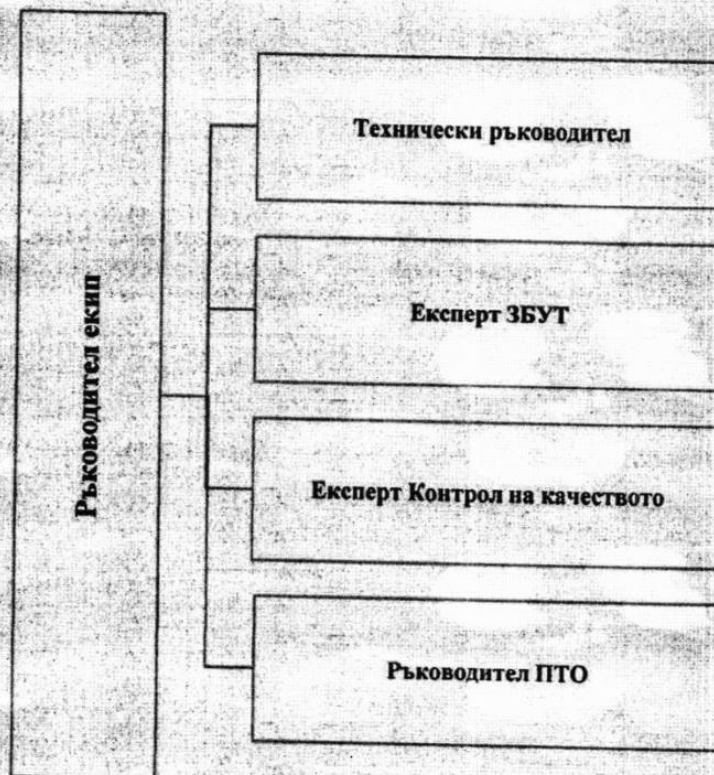 Ръководител екип
Технически ръководител
Експерт ЗБУТ
Експерт Контрол на качеството
Ръководител ПТО